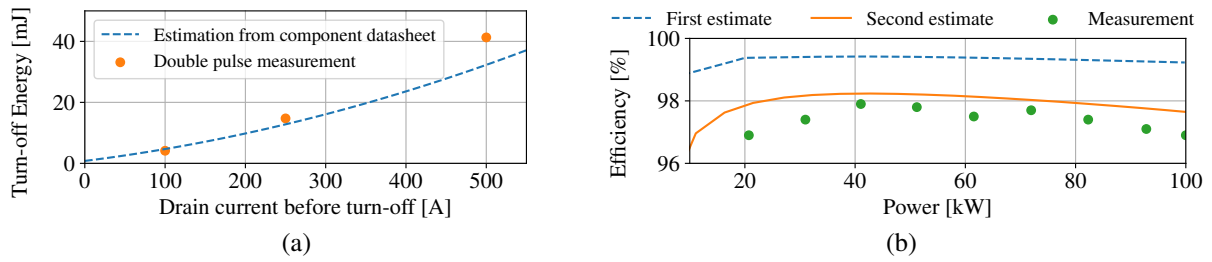 Turn-off Energy [mJ]
40
20
0
Estimation from component datasheet
Double pulse measurement
0 100 200 300 400 500
Drain current before turn-off [A]
(a)
First estimate Second estimate Measurement
Efficiency [%]
100
98
96
20 40 60 80 100
Power [kW]
(b)